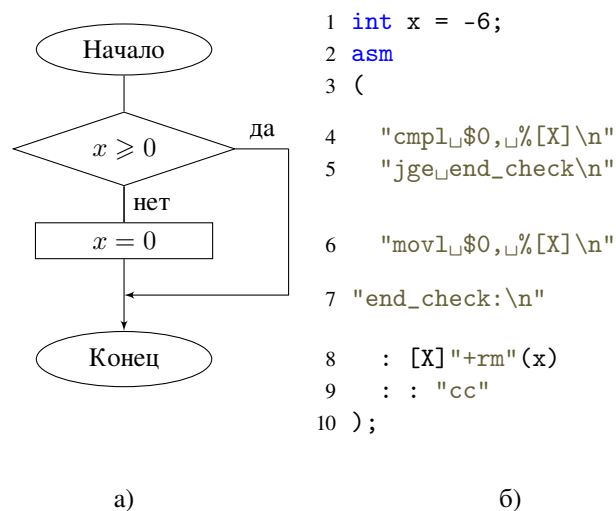 Начало
x ⩾ 0
да
нет
x = 0
Конец
а)
1 int x = -6;
2 asm
3 (
4 "cmpl␣$0,␣%[X]\n"
5 "jge␣end_check\n"
6 "movl␣$0,␣%[X]\n"
7 "end_check:\n"
8 : [X]"+rm"(x)
9 : : "cc"
10 );
б)